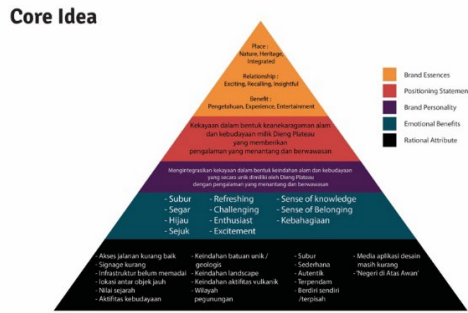 Core Idea
Place :
Nature, Heritage,
Integrated
Relationship :
Exciting, Recalling, Insightful
Benefit :
Pengetahuan, Experience, Entertainment
Kekayaan dalam bentuk keanekaragaman alam
dan kebudayaan milik Dieng Plateau
yang memberikan
pengalaman yang menantang dan berwawasan
Mengintegrasikan kekayaan dalam bentuk keindahan alam dan kebudayaan
yang secara unik dimiliki oleh Dieng Plateau
dengan pengalaman yang menantang dan berwawasan
- Subur
- Segar
- Hijau
- Sejuk
- Refreshing
- Challenging
- Enthusiast
- Excitement
- Sense of knowledge
- Sense of Belonging
- Kebahagiaan
- Akses jalanan kurang baik
- Signage kurang
- Infrastruktur belum memadai
- lokasi antar objek jauh
- Nilai sejarah
- Aktifitas kebudayaan
- Keindahan batuan unik /
geologis
- Keindahan landscape
- Keindahan aktifitas vulkanik
- Wilayah
pegunungan
- Subur
- Sederhana
- Autentik
- Terpendam
- Berdiri sendiri
/terpisah
- Media aplikasi desain
masih kurang
- 'Negeri di Atas Awan'
Brand Essences
Positioning Statement
Brand Personality
Emotional Benefits
Rational Attribute